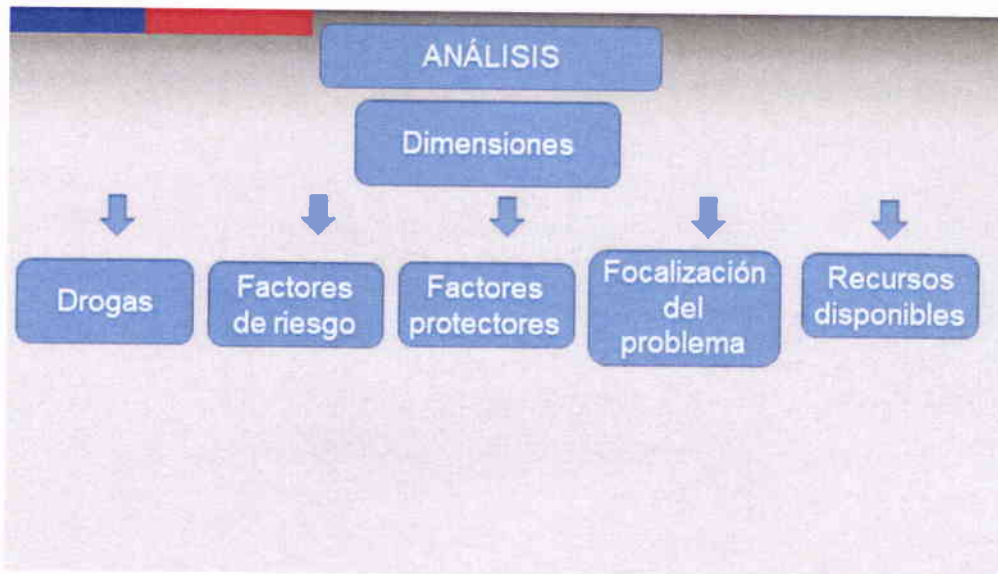 ANÁLISIS
Dimensiones
Drogas
Factores
de riesgo
Factores
protectores
Focalización
del
problema
Recursos
disponibles